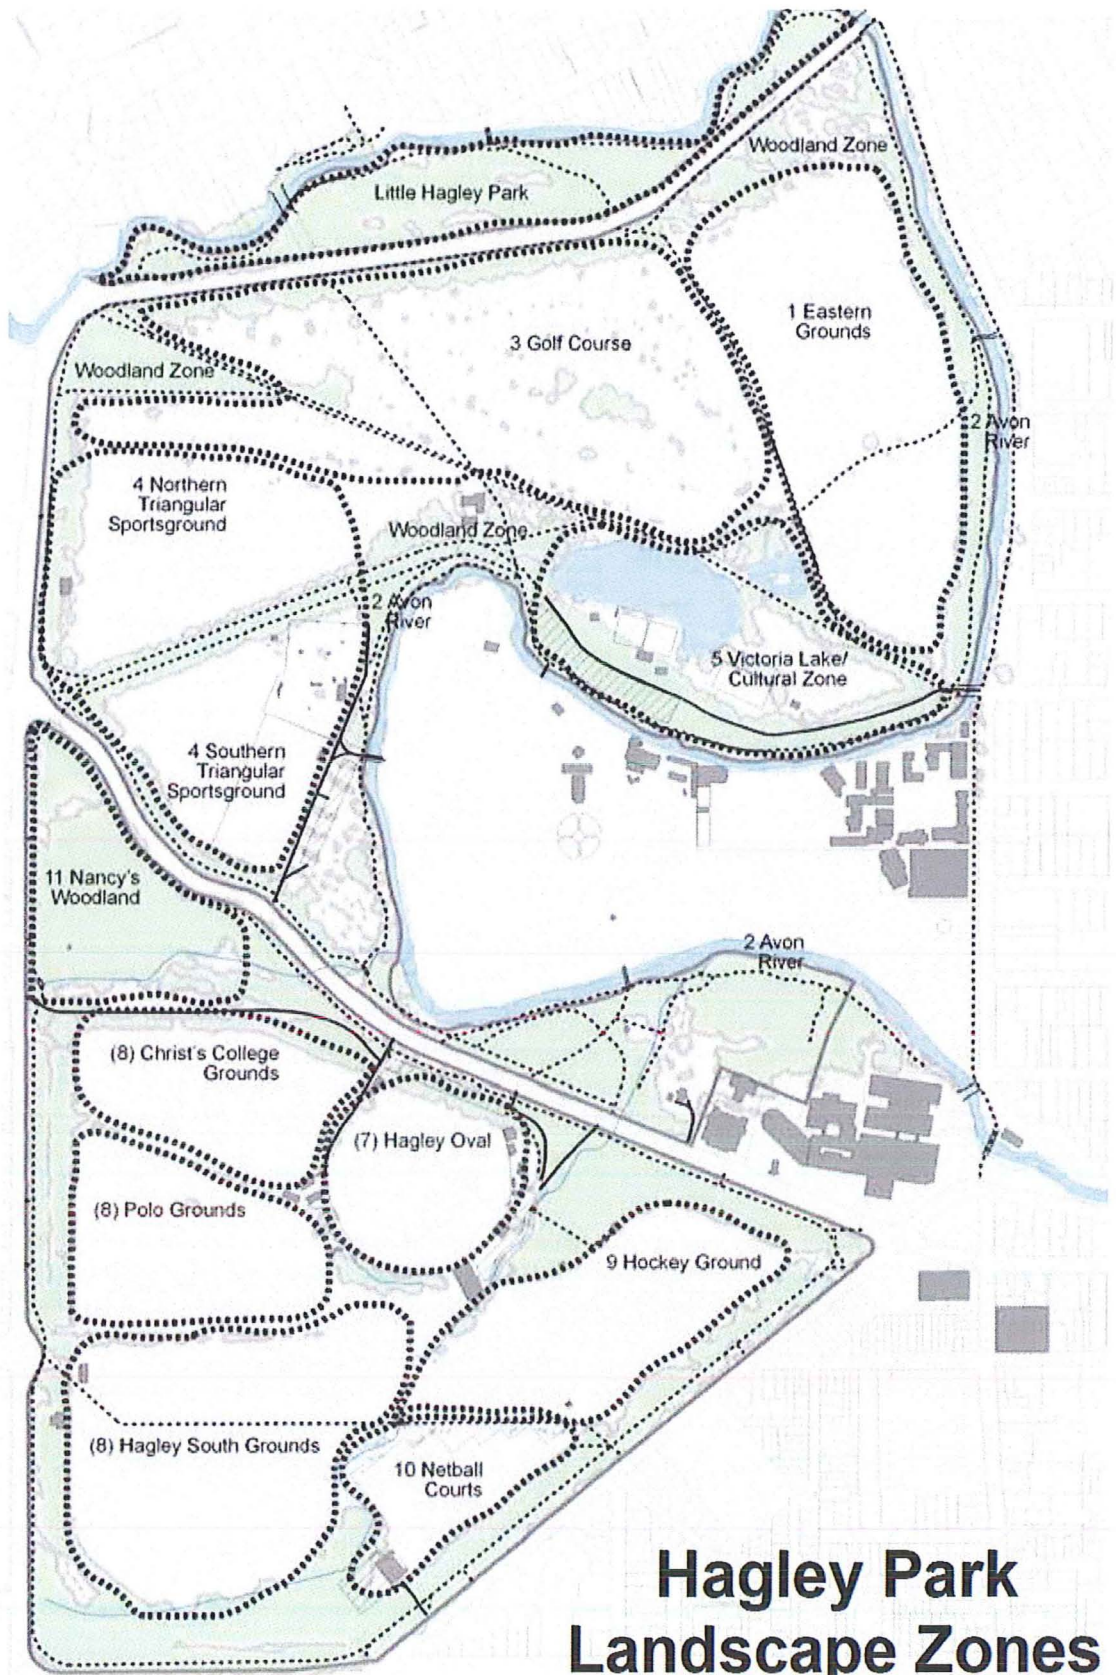 Woodland Zone
Little Hagley Park
1 Eastern
Grounds
3 Golf Course
Woodland Zone
2 Avon
River
4 Northern
Triangular
Sportsground
Woodland Zone
2 Avon
River
5 Victoria Lake/
Cultural Zone
4 Southern
Triangular
Sportsground
11 Nancy's
Woodland
2 Avon
River
(8) Christ's College
Grounds
(7) Hagley Oval
(8) Polo Grounds
9 Hockey Ground
(8) Hagley South Grounds
10 Netball
Courts
Hagley Park
Landscape Zones